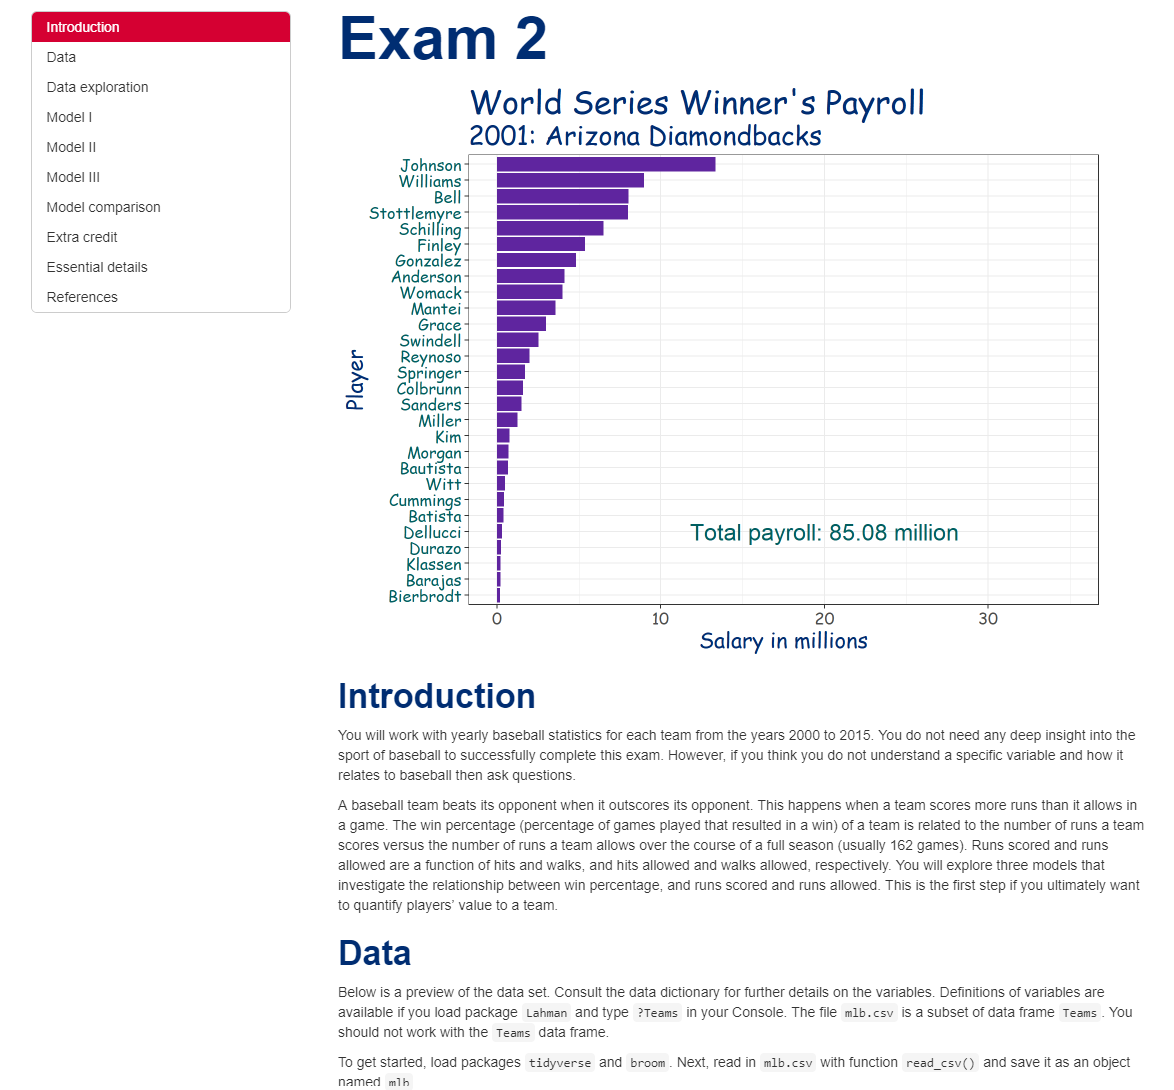 Introduction
Data
Data exploration
Model I
Model II
Model III
Model comparison
Extra credit
Essential details
References
Exam 2
World Series Winner's Payroll
2001: Arizona Diamondbacks
Player
Johnson
Williams
Bell
Stottlemyre
Schilling
Finley
Gonzalez
Anderson
Womack
Mantei
Grace
Swindell
Reynoso
Springer
Colbrunn
Sanders
Miller
Kim
Morgan
Bautista
Witt
Cummings
Batista
Dellucci
Durazo
Klassen
Barajas
Bierbrodt
Total payroll: 85.08 million
0 10 20 30
Salary in millions
Introduction
You will work with yearly baseball statistics for each team from the years 2000 to 2015. You do not need any deep insight into the
sport of baseball to successfully complete this exam. However, if you think you do not understand a specific variable and how it
relates to baseball then ask questions.
A baseball team beats its opponent when it outscores its opponent. This happens when a team scores more runs than it allows in
a game. The win percentage (percentage of games played that resulted in a win) of a team is related to the number of runs a team
scores versus the number of runs a team allows over the course of a full season (usually 162 games). Runs scored and runs
allowed are a function of hits and walks, and hits allowed and walks allowed, respectively. You will explore three models that
investigate the relationship between win percentage, and runs scored and runs allowed. This is the first step if you ultimately want
to quantify players’ value to a team.
Data
Below is a preview of the data set. Consult the data dictionary for further details on the variables. Definitions of variables are
available if you load package Lahman and type ?Teams in your Console. The file mlb.csv is a subset of data frame Teams. You
should not work with the Teams data frame.
To get started, load packages tidyverse and broom. Next, read in mlb.csv with function read_csv() and save it as an object
named mlb